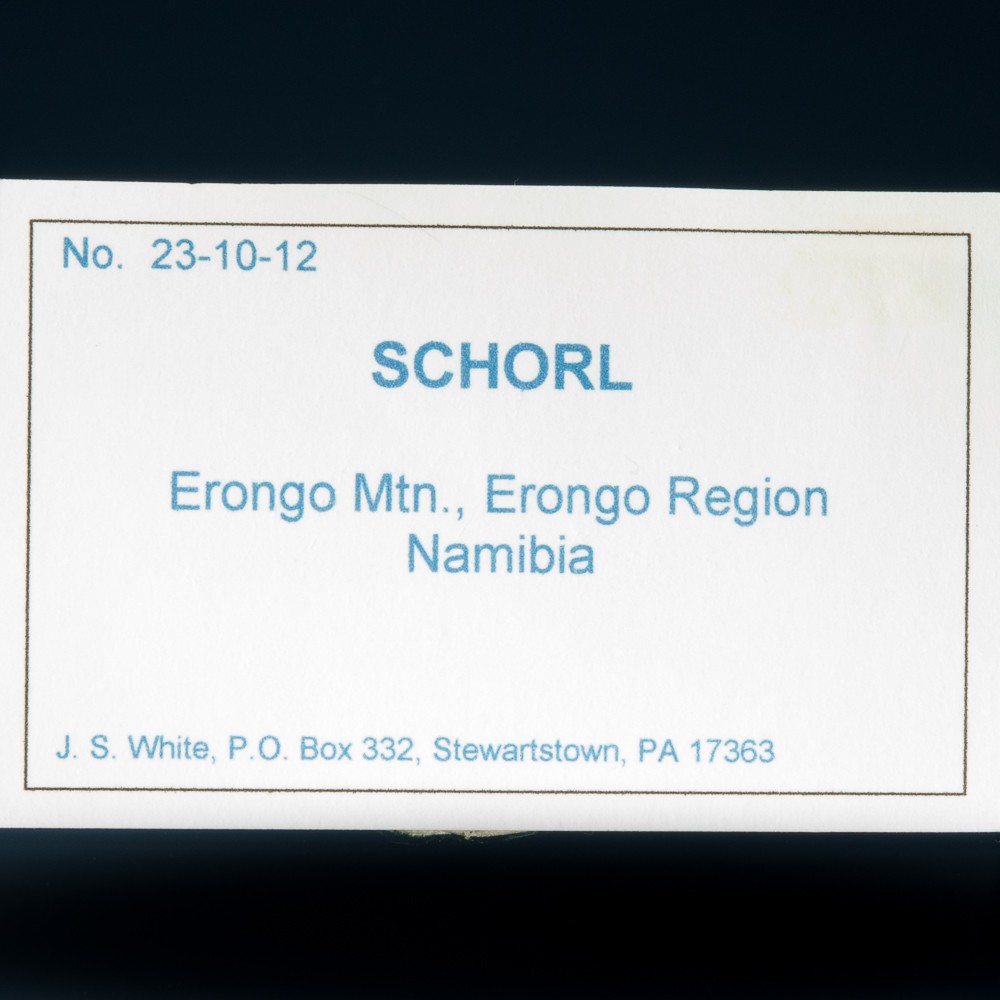 No. 23-10-12
SCHORL
Erongo Mtn., Erongo Region
Namibia
J. S. White, P.O. Box 332, Stewartstown, PA 17363